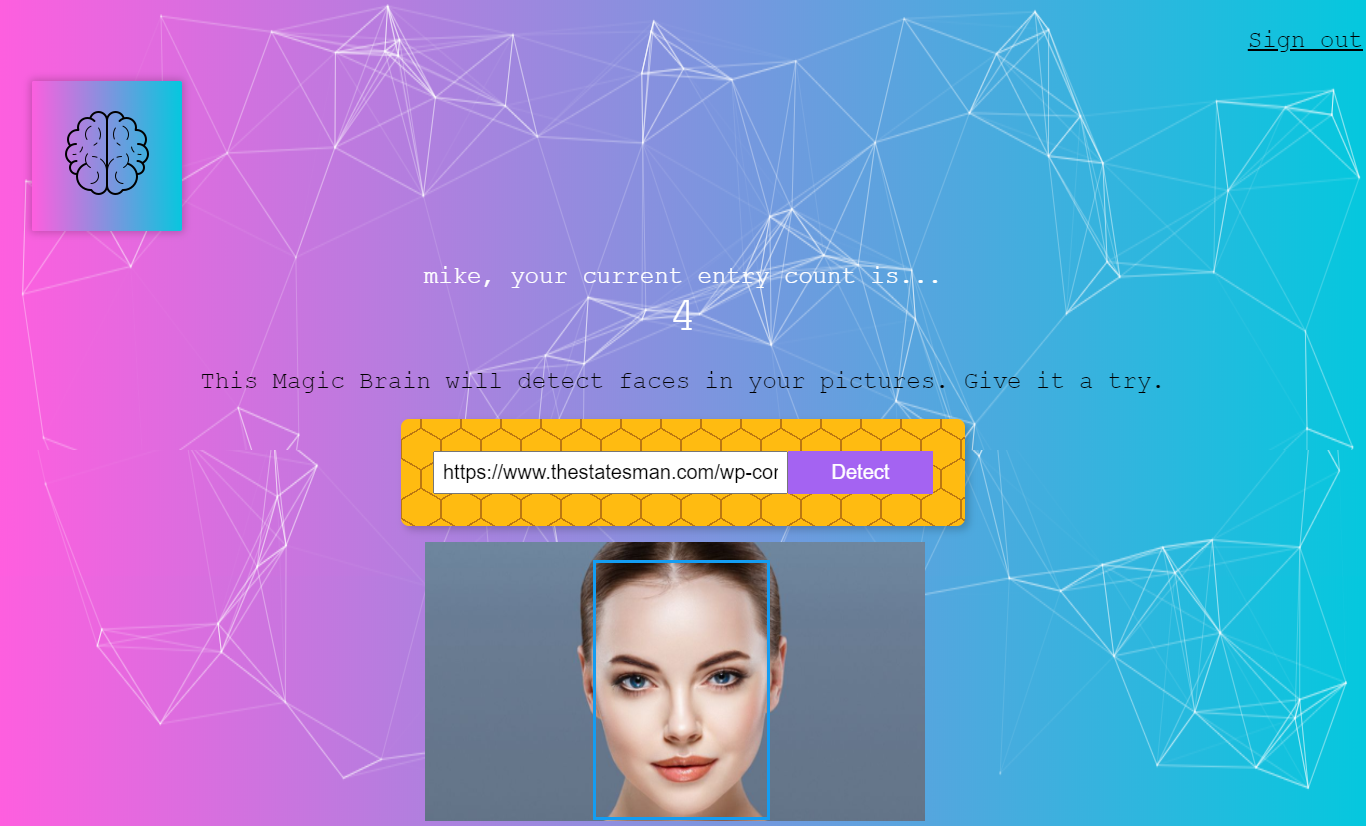 Sign out
mike, your current entry count is...
4
This Magic Brain will detect faces in your pictures. Give it a try.
https://www.thestatesman.com/wp-cor
Detect